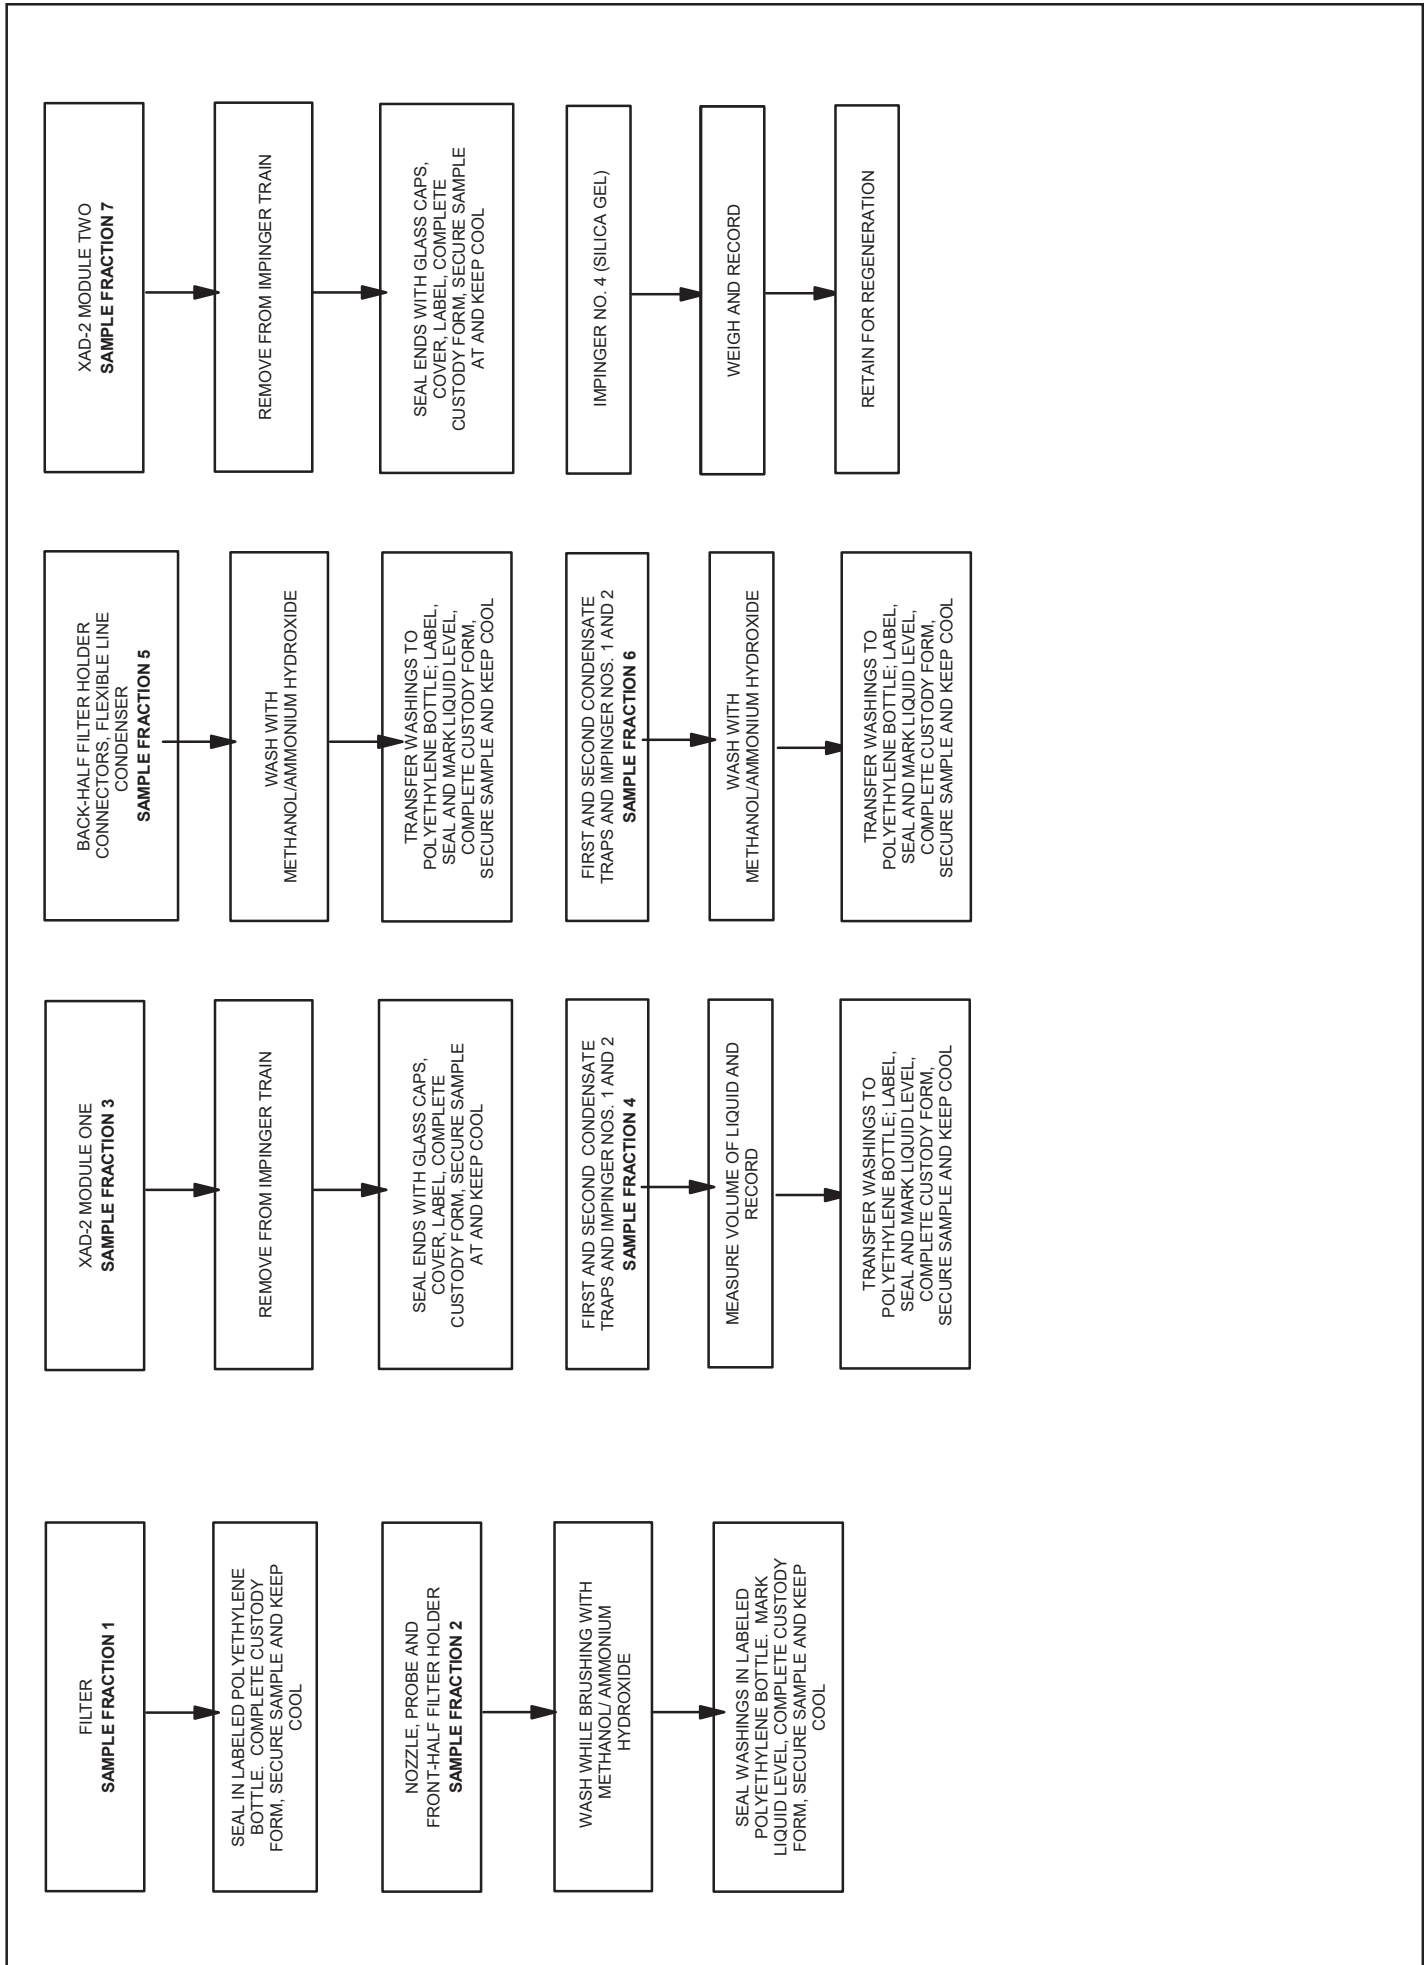 FILTER
SAMPLE FRACTION 1
SEAL IN LABELED POLYETHYLENE
BOTTLE. COMPLETE CUSTODY
FORM, SECURE SAMPLE AND KEEP
COOL
NOZZLE, PROBE AND
FRONT-HALF FILTER HOLDER
SAMPLE FRACTION 2
WASH WHILE BRUSHING WITH
METHANOL/ AMMONIUM
HYDROXIDE
SEAL WASHINGS IN LABELED
POLYETHYLENE BOTTLE. MARK
LIQUID LEVEL, COMPLETE CUSTODY
FORM, SECURE SAMPLE AND KEEP
COOL
XAD-2 MODULE ONE
SAMPLE FRACTION 3
REMOVE FROM IMPINGER TRAIN
SEAL ENDS WITH GLASS CAPS,
COVER, LABEL, COMPLETE
CUSTODY FORM, SECURE SAMPLE
AT AND KEEP COOL
FIRST AND SECOND CONDENSATE
TRAPS AND IMPINGER NOS. 1 AND 2
SAMPLE FRACTION 4
MEASURE VOLUME OF LIQUID AND
RECORD
TRANSFER WASHINGS TO
POLYETHYLENE BOTTLE; LABEL,
SEAL AND MARK LIQUID LEVEL,
COMPLETE CUSTODY FORM,
SECURE SAMPLE AND KEEP COOL
BACK-HALF FILTER HOLDER
CONNECTORS, FLEXIBLE LINE
CONDENSER
SAMPLE FRACTION 5
WASH WITH
METHANOL/AMMONIUM HYDROXIDE
TRANSFER WASHINGS TO
POLYETHYLENE BOTTLE; LABEL,
SEAL AND MARK LIQUID LEVEL,
COMPLETE CUSTODY FORM,
SECURE SAMPLE AND KEEP COOL
FIRST AND SECOND CONDENSATE
TRAPS AND IMPINGER NOS. 1 AND 2
SAMPLE FRACTION 6
WASH WITH
METHANOL/AMMONIUM HYDROXIDE
TRANSFER WASHINGS TO
POLYETHYLENE BOTTLE; LABEL,
SEAL AND MARK LIQUID LEVEL,
COMPLETE CUSTODY FORM,
SECURE SAMPLE AND KEEP COOL
XAD-2 MODULE TWO
SAMPLE FRACTION 7
REMOVE FROM IMPINGER TRAIN
SEAL ENDS WITH GLASS CAPS,
COVER, LABEL, COMPLETE
CUSTODY FORM, SECURE SAMPLE
AT AND KEEP COOL
IMPINGER NO. 4 (SILICA GEL)
WEIGH AND RECORD
RETAIN FOR REGENERATION